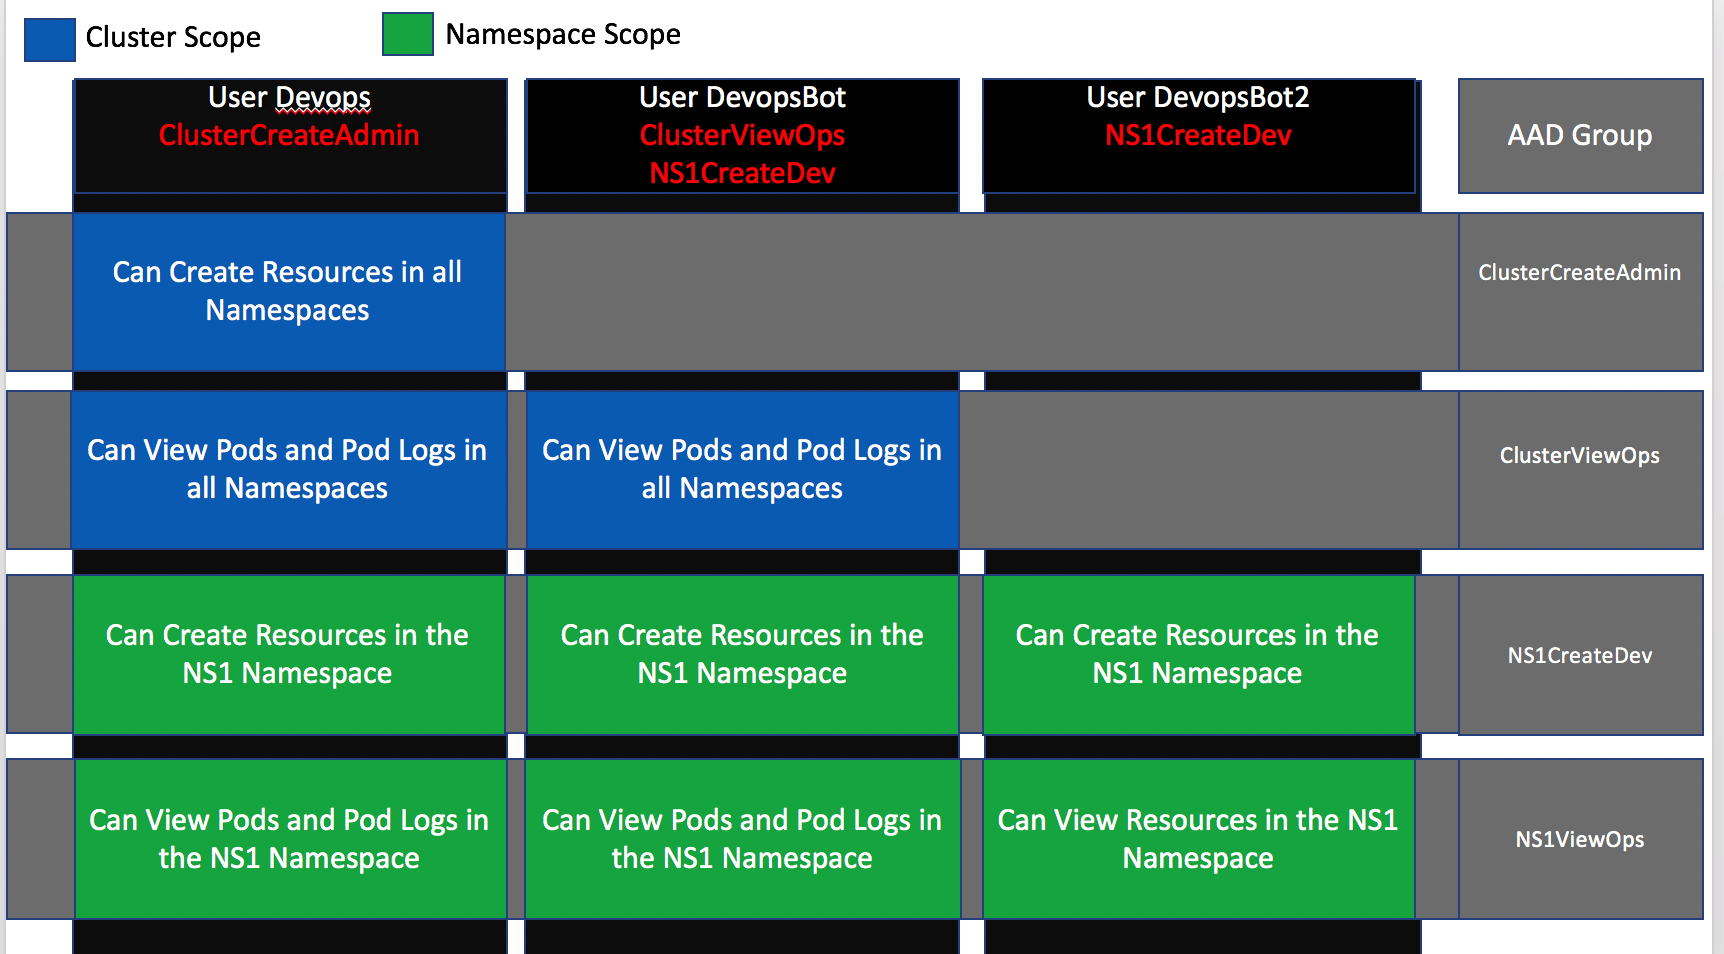 Cluster Scope
Namespace Scope
User Devops
ClusterCreateAdmin
User DevopsBot
ClusterViewOps
NS1CreateDev
User DevopsBot2
NS1CreateDev
AAD Group
Can Create Resources in all
Namespaces
ClusterCreateAdmin
Can View Pods and Pod Logs in
all Namespaces
Can View Pods and Pod Logs in
all Namespaces
ClusterViewOps
Can Create Resources in the
NS1 Namespace
Can Create Resources in the
NS1 Namespace
Can Create Resources in the
NS1 Namespace
NS1CreateDev
Can View Pods and Pod Logs in
the NS1 Namespace
Can View Pods and Pod Logs in
the NS1 Namespace
Can View Resources in the NS1
Namespace
NS1ViewOps